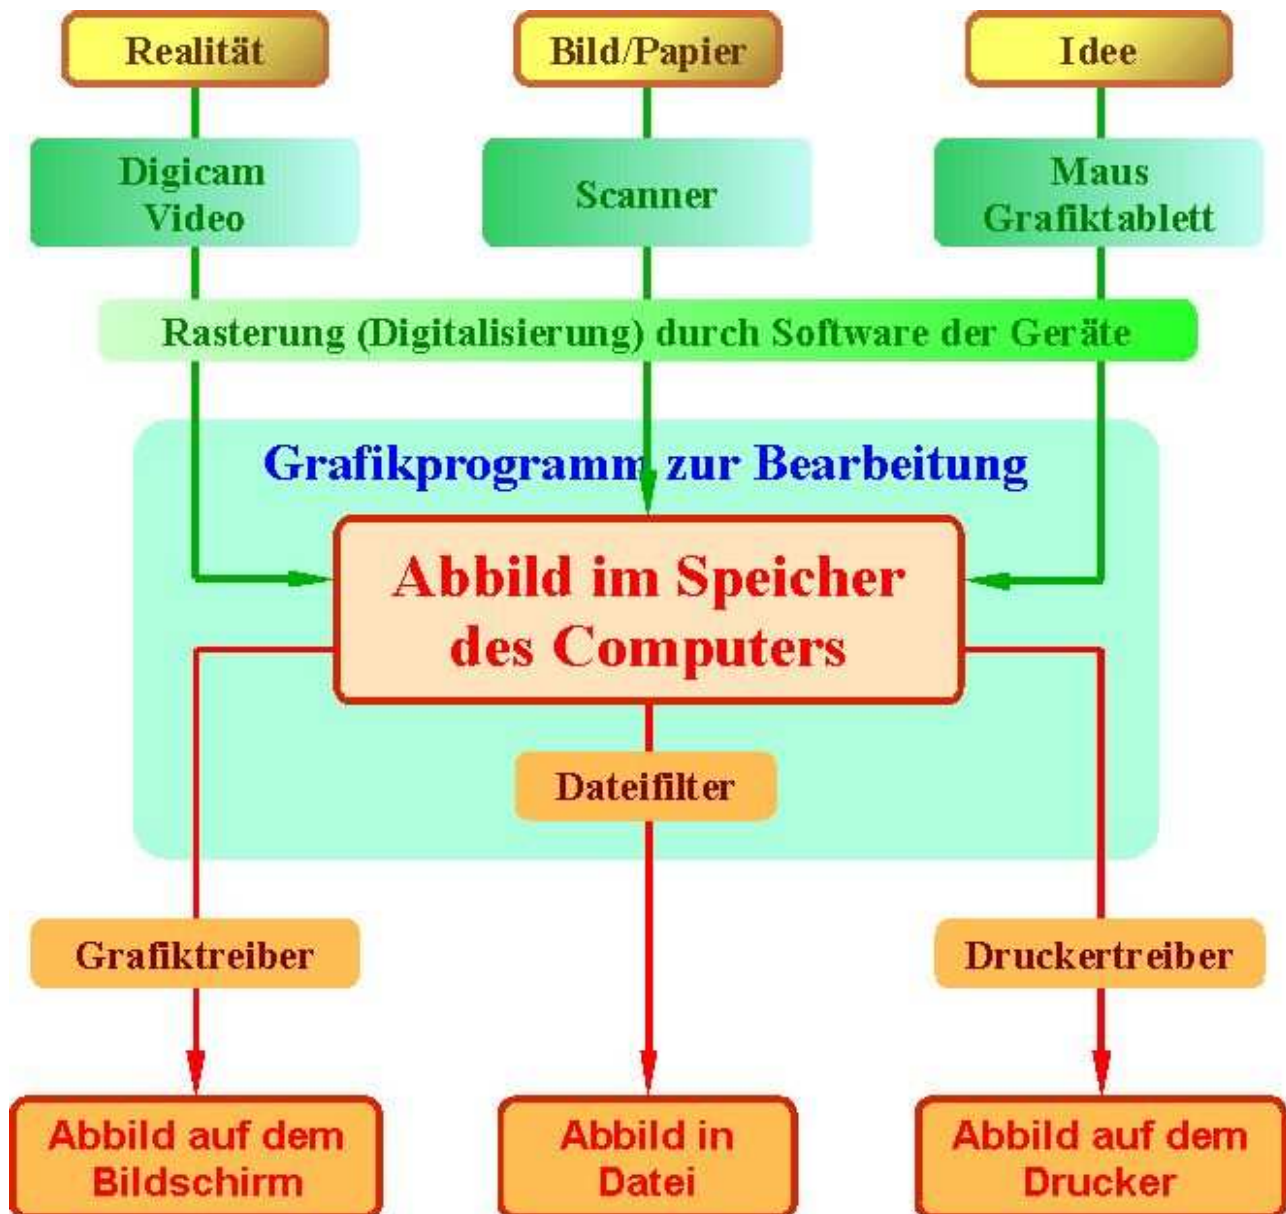 Realität
Bild/Papier
Idee
Digicam
Video
Scanner
Maus
Grafiktablett
Rasterung (Digitalisierung) durch Software der Geräte
Grafikprogramm zur Bearbeitung
Abbild im Speicher
des Computers
Dateifilter
Grafiktreiber
Druckertreiber
Abbild auf dem
Bildschirm
Abbild in
Datei
Abbild auf dem
Drucker